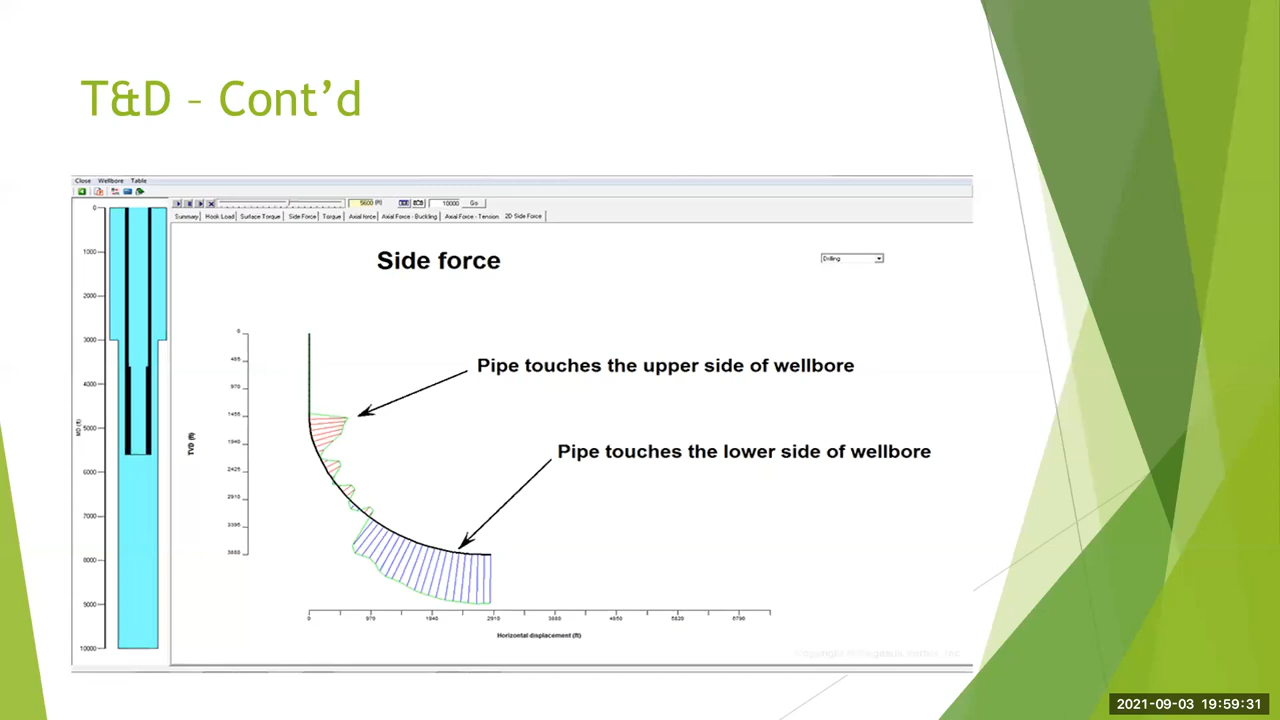 T&D – Cont’d
Close Wellbore Table
5600 (ft) 10000 Go
Summary Hook Load Surface Torque Side Force Torque Axial force Axial Force - Buckling Axial Force - Tension 2D Side Force
Side force
Drilling
Pipe touches the upper side of wellbore
Pipe touches the lower side of wellbore
MD (ft)
0
1000
2000
3000
4000
5000
6000
7000
8000
9000
10000
TVD (ft)
0
485
970
1455
1940
2425
2910
3395
3880
0 970 1940 2910 3880 4850 5820 6790
Horizontal displacement (ft)
2021-09-03 19:59:31